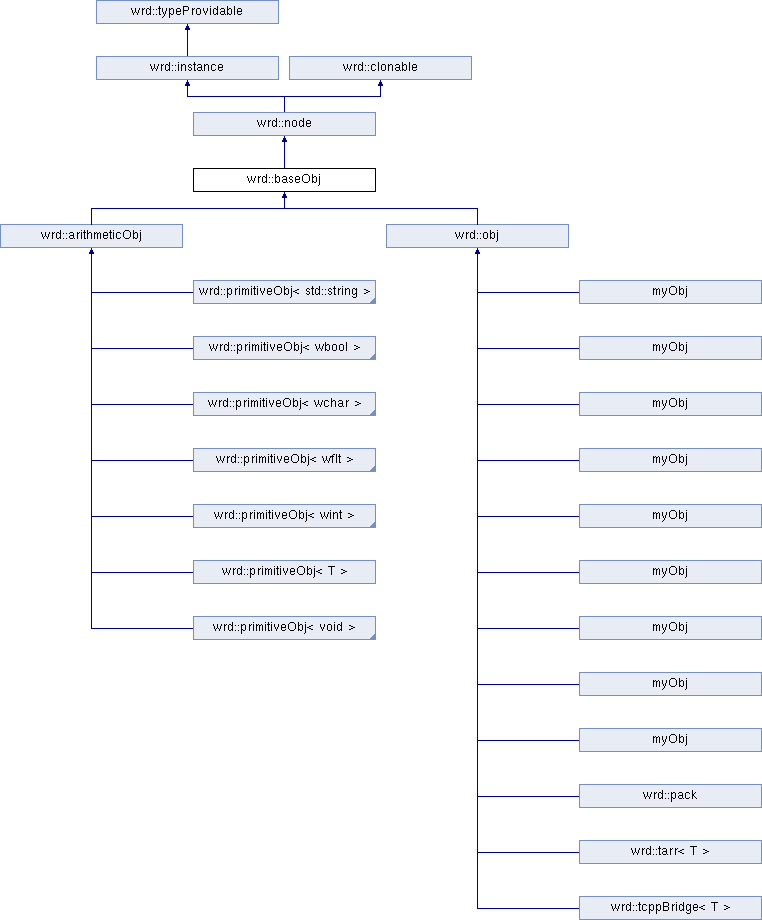 wrd::typeProvidable
wrd::instance
wrd::clonable
wrd::node
wrd::baseObj
wrd::arithmeticObj
wrd::obj
wrd::primitiveObj< std::string >
myObj
wrd::primitiveObj< wbool >
myObj
wrd::primitiveObj< wchar >
myObj
wrd::primitiveObj< wflt >
myObj
wrd::primitiveObj< wint >
myObj
wrd::primitiveObj< T >
myObj
wrd::primitiveObj< void >
myObj
myObj
myObj
wrd::pack
wrd::tarr< T >
wrd::tcppBridge< T >